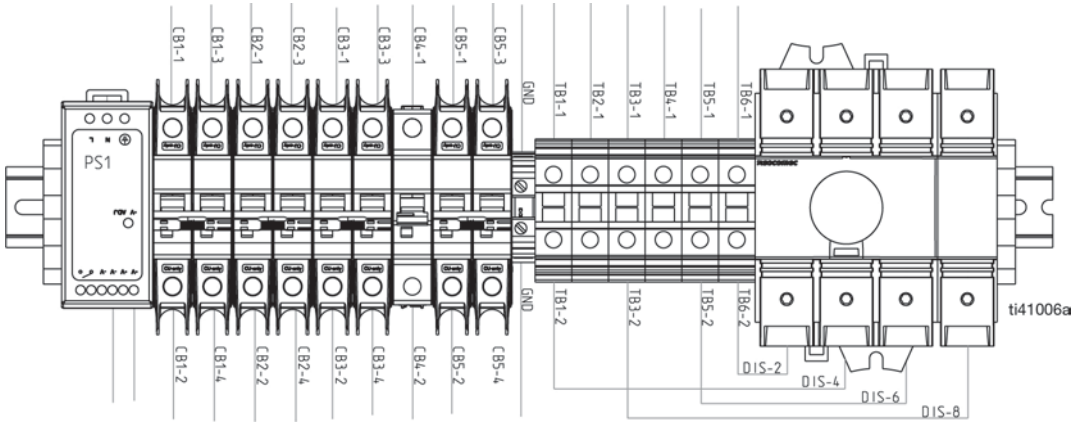 CB1-1
CB1-3
CB2-1
CB2-3
CB3-1
CB3-3
CB4-1
CB5-1
CB5-3
GND
TB1-1
TB2-1
TB3-1
TB4-1
TB5-1
TB6-1
L
N
PS1
socomec
ti41006a
GND
TB1-2
TB3-2
TB5-2
TB6-2
CB1-2
CB1-4
CB2-2
CB2-4
CB3-2
CB3-4
CB4-2
CB5-2
CB5-4
DIS-2
DIS-4
DIS-6
DIS-8